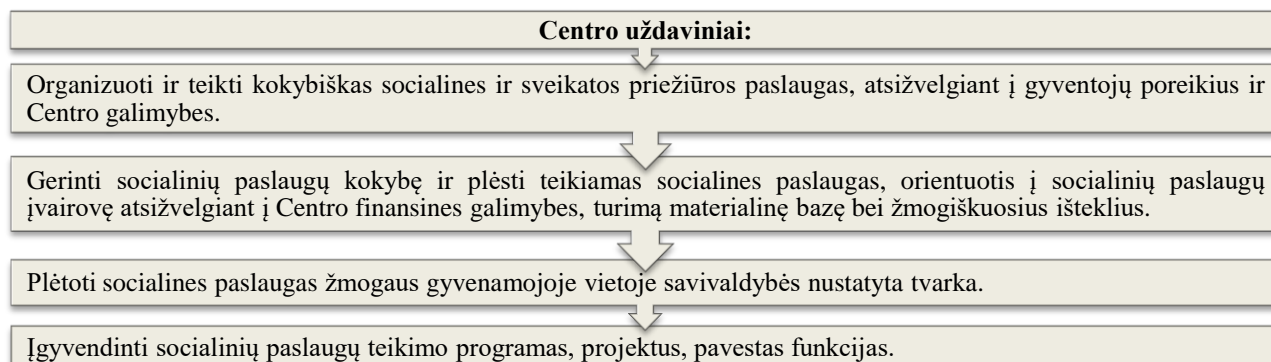 Centro uždaviniai:
Organizuoti ir teikti kokybiškas socialines ir sveikatos priežiūros paslaugas, atsižvelgiant į gyventojų poreikius ir
Centro galimybes.
Gerinti socialinių paslaugų kokybę ir plėsti teikiamas socialines paslaugas, orientuotis į socialinių paslaugų
įvairovę atsižvelgiant į Centro finansines galimybes, turimą materialinę bazę bei žmogiškuosius išteklius.
Plėtoti socialines paslaugas žmogaus gyvenamojoje vietoje savivaldybės nustatyta tvarka.
Įgyvendinti socialinių paslaugų teikimo programas, projektus, pavestas funkcijas.